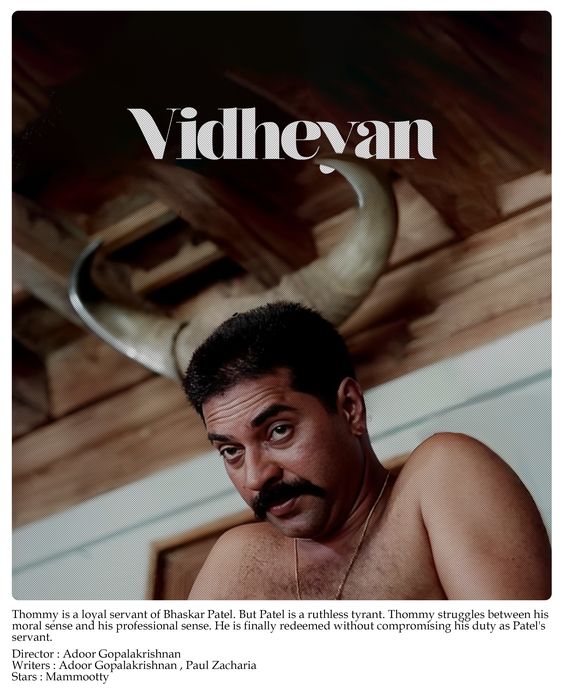 Vidheyan
Thommy is a loyal servant of Bhaskar Patel. But Patel is a ruthless tyrant. Thommy struggles between his
moral sense and his professional sense. He is finally redeemed without compromising his duty as Patel's
servant.
Director : Adoor Gopalakrishnan
Writers : Adoor Gopalakrishnan , Paul Zacharia
Stars : Mammootty